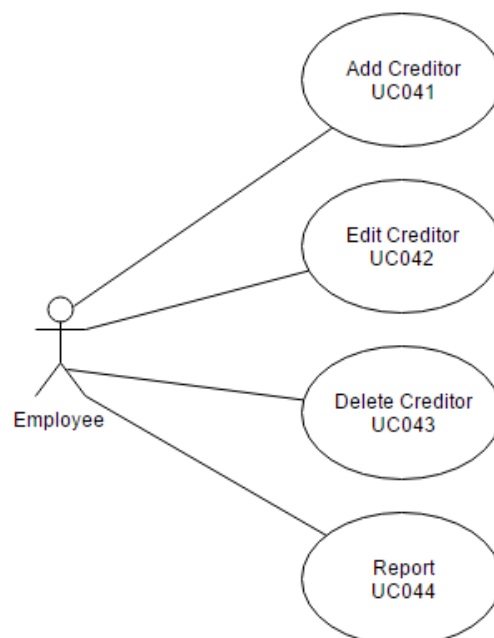 Add Creditor
UC041
Edit Creditor
UC042
Employee
Delete Creditor
UC043
Report
UC044